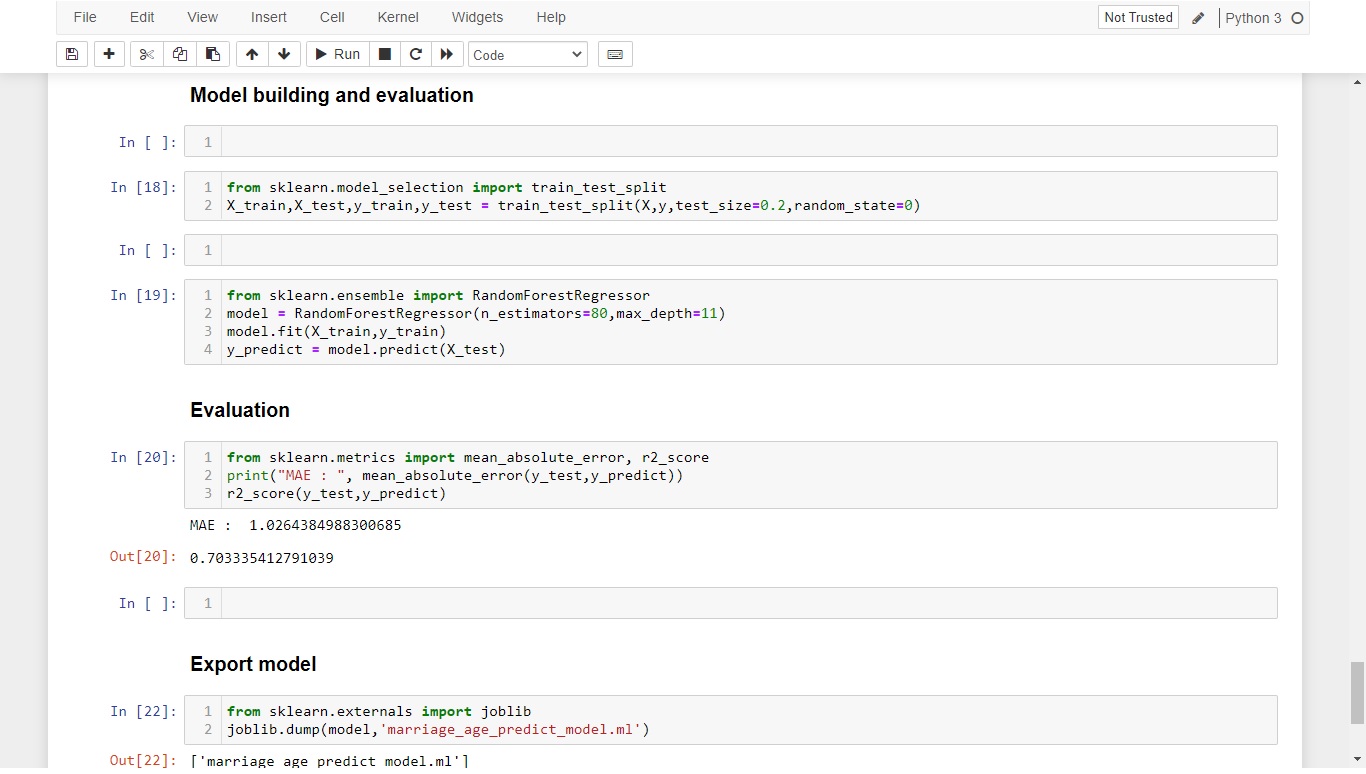 File Edit View Insert Cell Kernel Widgets Help Not Trusted Python 3
Run Code
Model building and evaluation
In [ ]: 1
In [18]: 1 from sklearn.model_selection import train_test_split
2 X_train,X_test,y_train,y_test = train_test_split(X,y,test_size=0.2,random_state=0)
In [ ]: 1
In [19]: 1 from sklearn.ensemble import RandomForestRegressor
2 model = RandomForestRegressor(n_estimators=80,max_depth=11)
3 model.fit(X_train,y_train)
4 y_predict = model.predict(X_test)
Evaluation
In [20]: 1 from sklearn.metrics import mean_absolute_error, r2_score
2 print("MAE : ", mean_absolute_error(y_test,y_predict))
3 r2_score(y_test,y_predict)
MAE :  1.0264384988300685
Out[20]: 0.703335412791039
In [ ]: 1
Export model
In [22]: 1 from sklearn.externals import joblib
2 joblib.dump(model,'marriage_age_predict_model.ml')
Out[22]: ['marriage_age_predict_model.ml']